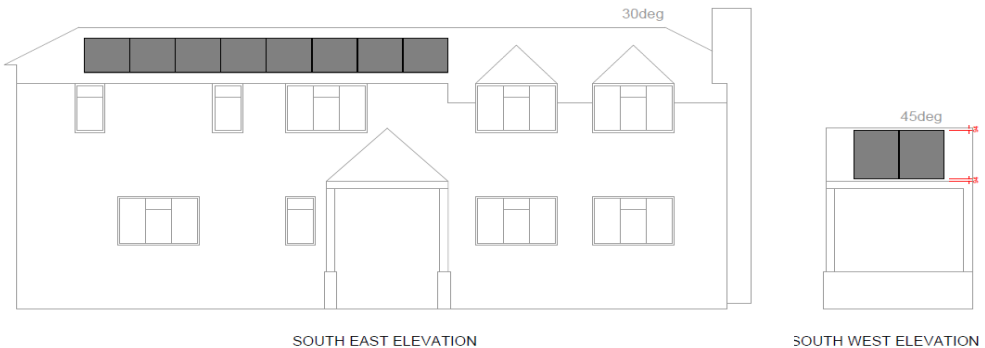 30deg
45deg
SOUTH EAST ELEVATION
SOUTH WEST ELEVATION